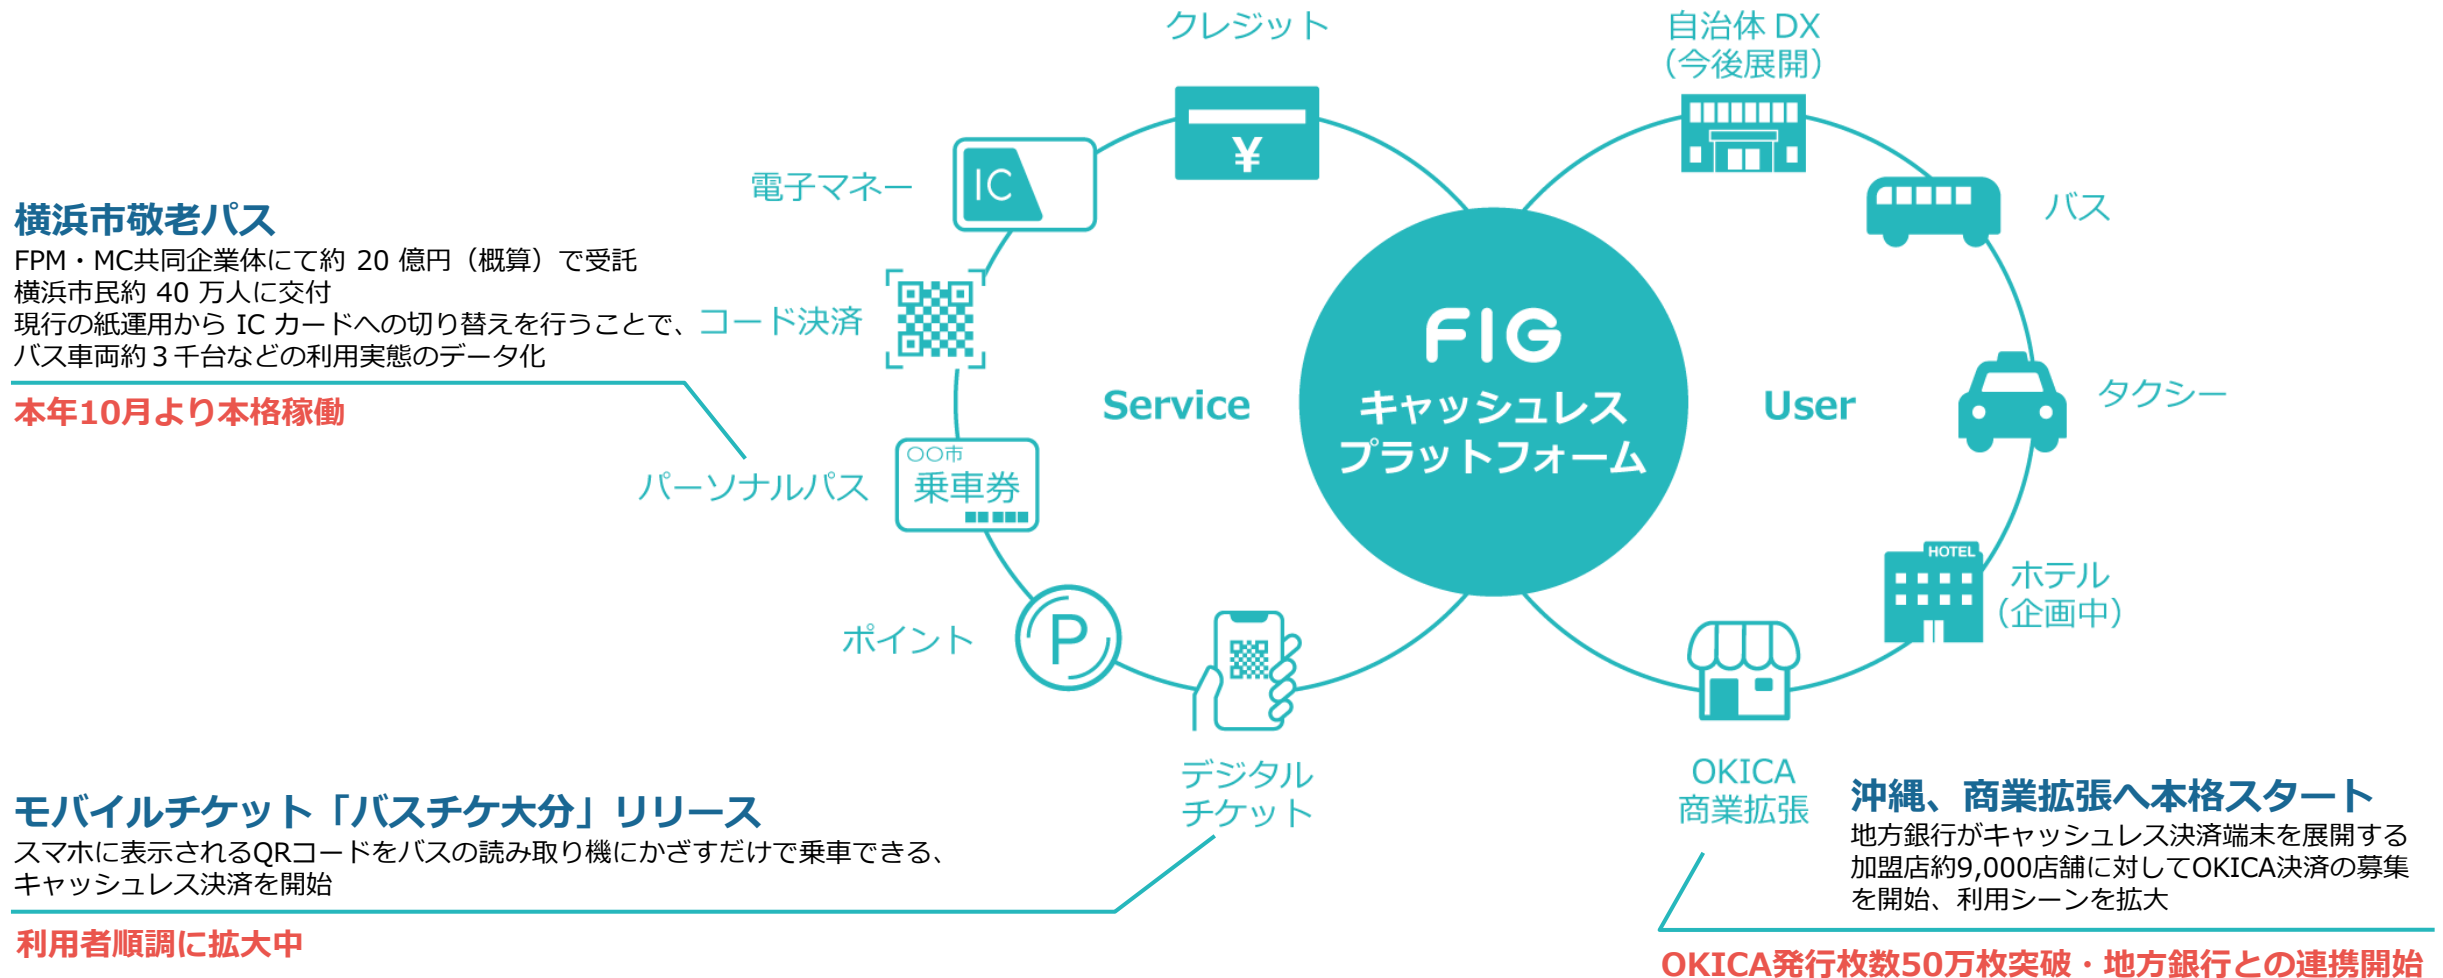 クレジット
自治体 DX
（今後展開）
¥
電子マネー
IC
バス
横浜市敬老パス
FPM・MC共同企業体にて約 20 億円（概算）で受託
横浜市民約 40 万人に交付
現行の紙運用から IC カードへの切り替えを行うことで、
バス車両約３千台などの利用実態のデータ化
本年10月より本格稼働
コード決済
FIG
キャッシュレス
プラットフォーム
Service
User
タクシー
パーソナルパス
〇〇市
乗車券
HOTEL
ホテル
（企画中）
ポイント
P
デジタル
チケット
OKICA
商業拡張
モバイルチケット「バスチケ大分」リリース
スマホに表示されるQRコードをバスの読み取り機にかざすだけで乗車できる、
キャッシュレス決済を開始
利用者順調に拡大中
沖縄、商業拡張へ本格スタート
地方銀行がキャッシュレス決済端末を展開する
加盟店約9,000店舗に対してOKICA決済の募集
を開始、利用シーンを拡大
OKICA発行枚数50万枚突破・地方銀行との連携開始